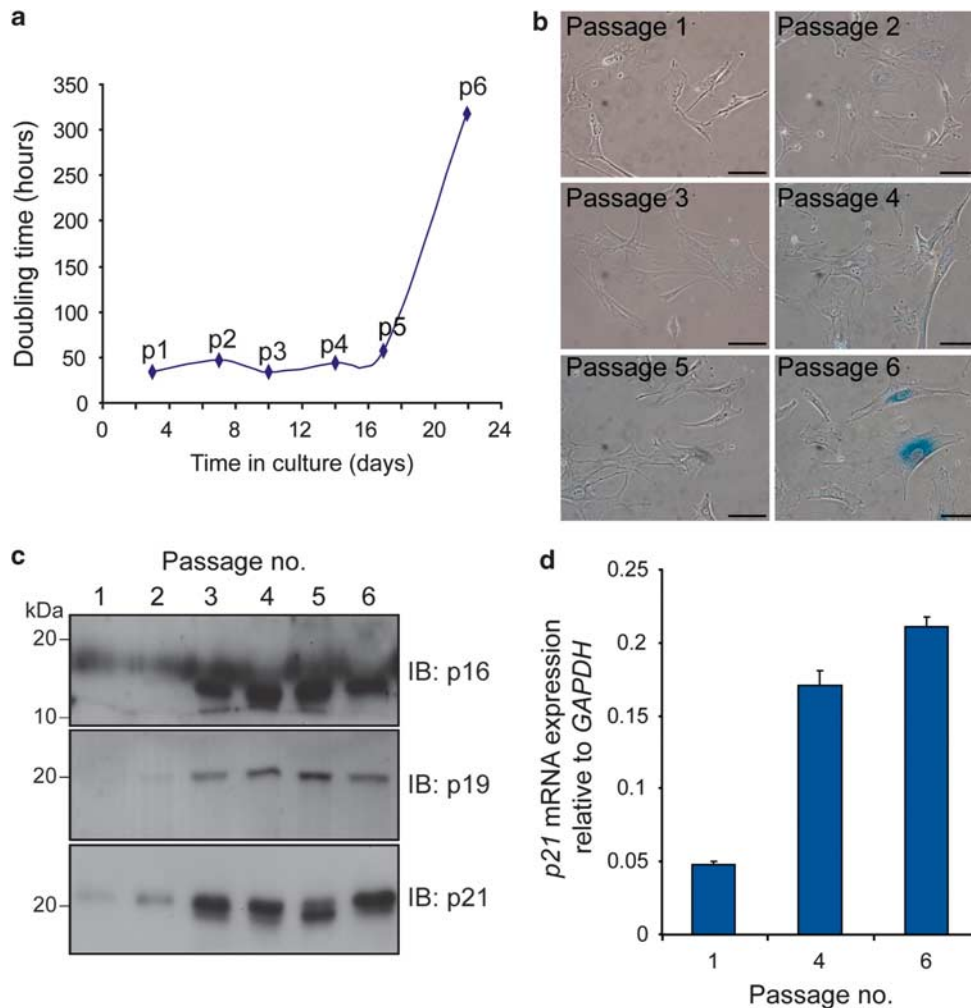 a
350
300
250
200
150
100
50
0
0 4 8 12 16 20 24
Doubling time (hours)
Time in culture (days)
p1
p2
p3
p4
p5
p6
b
Passage 1
Passage 2
Passage 3
Passage 4
Passage 5
Passage 6
c
Passage no.
1 2 3 4 5 6
kDa
20
10
IB: p16
20
IB: p19
20
IB: p21
d
0.25
0.2
0.15
0.1
0.05
0
p21 mRNA expression
relative to GAPDH
1 4 6
Passage no.